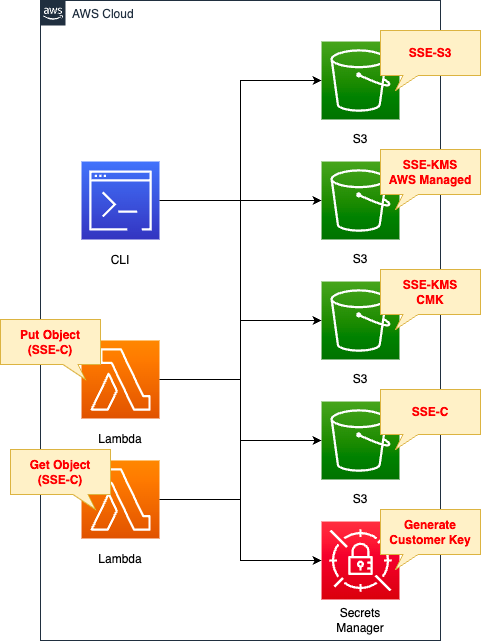 aws
AWS Cloud
SSE-S3
S3
SSE-KMS
AWS Managed
S3
CLI
SSE-KMS
CMK
S3
Put Object
(SSE-C)
Lambda
SSE-C
S3
Get Object
(SSE-C)
Lambda
Generate
Customer Key
Secrets
Manager